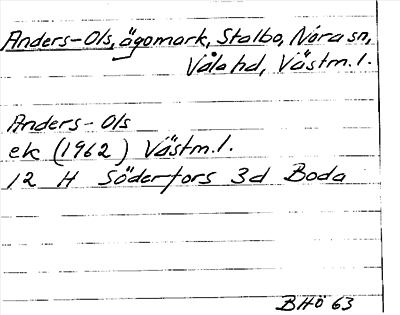 Anders-Ols, ägomark, Stalbo, Nora sn,
Våla hd, Västm.l.
Anders-Ols
ek (1962) Västm.l.
12 H Söderfors 3d Boda
BHÖ 63